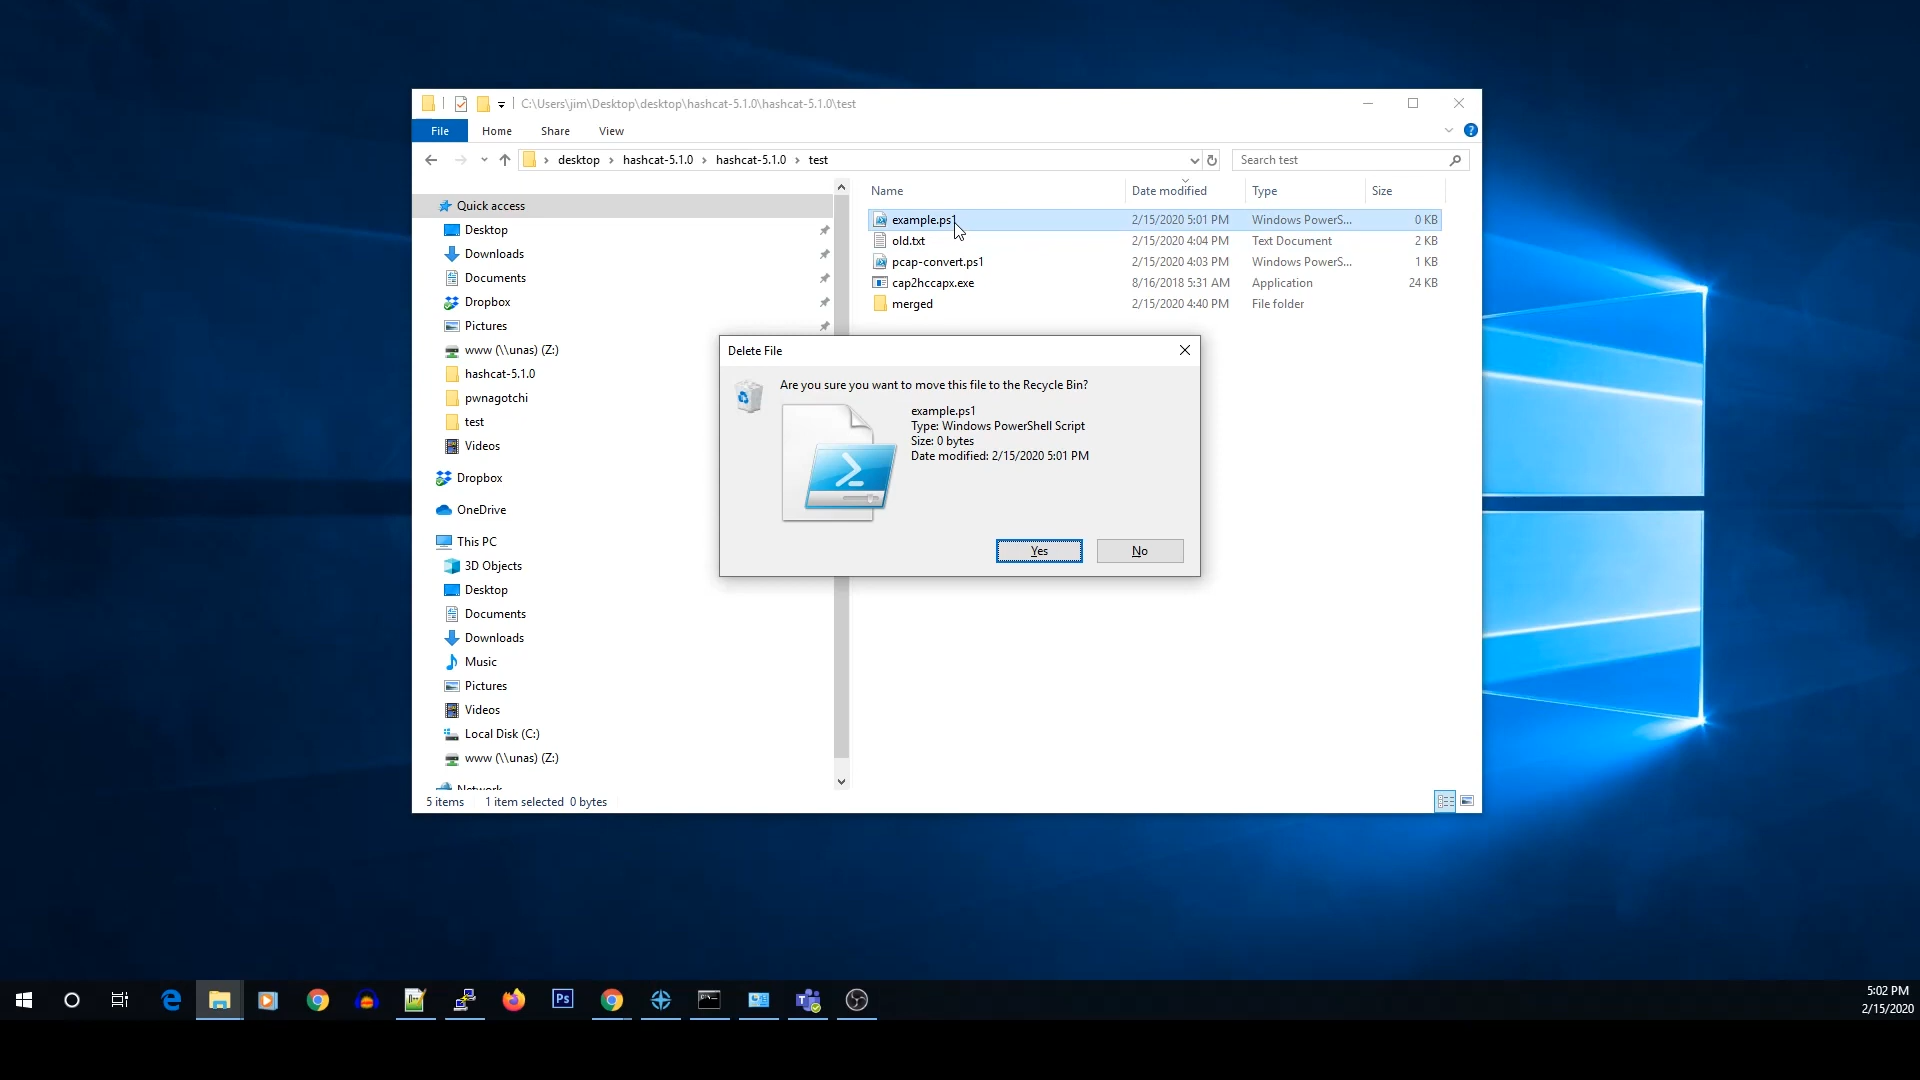 C:\Users\jim\Desktop\desktop\hashcat-5.1.0\hashcat-5.1.0\test
File Home Share View
desktop hashcat-5.1.0 hashcat-5.1.0 test Search test
Name Date modified Type Size
Quick access
Desktop
Downloads
Documents
Dropbox
Pictures
www (\\unas) (Z:)
hashcat-5.1.0
pwnagotchi
test
Videos
Dropbox
OneDrive
This PC
3D Objects
Desktop
Documents
Downloads
Music
Pictures
Videos
Local Disk (C:)
www (\\unas) (Z:)
Network
example.ps1 2/15/2020 5:01 PM Windows PowerS... 0 KB
old.txt 2/15/2020 4:04 PM Text Document 2 KB
pcap-convert.ps1 2/15/2020 4:03 PM Windows PowerS... 1 KB
cap2hccapx.exe 8/16/2018 5:31 AM Application 24 KB
merged 2/15/2020 4:40 PM File folder
Delete File
Are you sure you want to move this file to the Recycle Bin?
example.ps1
Type: Windows PowerShell Script
Size: 0 bytes
Date modified: 2/15/2020 5:01 PM
Yes No
5 items 1 item selected 0 bytes
Ps
5:02 PM
2/15/2020